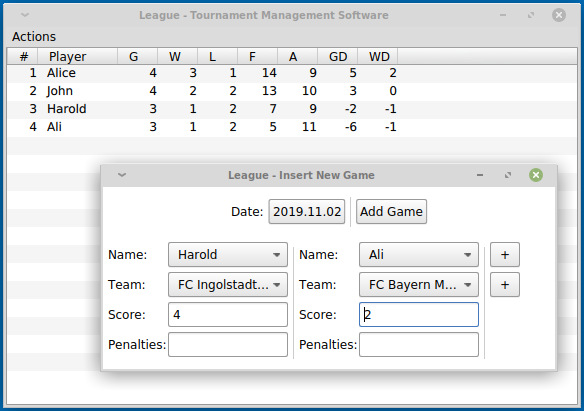 League - Tournament Management Software
Actions
# Player G W L F A GD WD
1 Alice 4 3 1 14 9 5 2
2 John 4 2 2 13 10 3 0
3 Harold 3 1 2 7 9 -2 -1
4 Ali 3 1 2 5 11 -6 -1
League - Insert New Game
Date: 2019.11.02 Add Game
Name: Harold Name: Ali +
Team: FC Ingolstadt... Team: FC Bayern M... +
Score: 4 Score: 2
Penalties: Penalties: